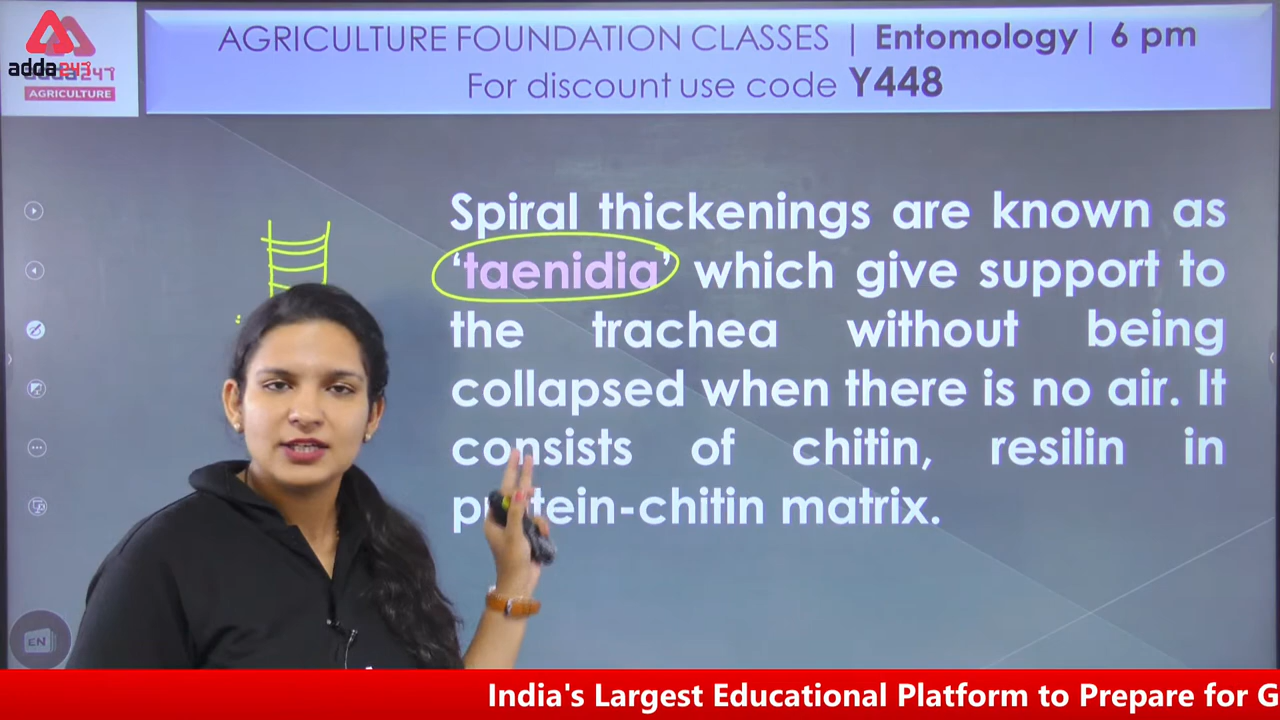 AGRICULTURE FOUNDATION CLASSES | Entomology| 6 pm
For discount use code Y448
adda247
adda247
AGRICULTURE
Spiral thickenings are known as
‘taenidia’ which give support to
the trachea without being
collapsed when there is no air. It
consists of chitin, resilin in
protein-chitin matrix.
EN
India's Largest Educational Platform to Prepare for G